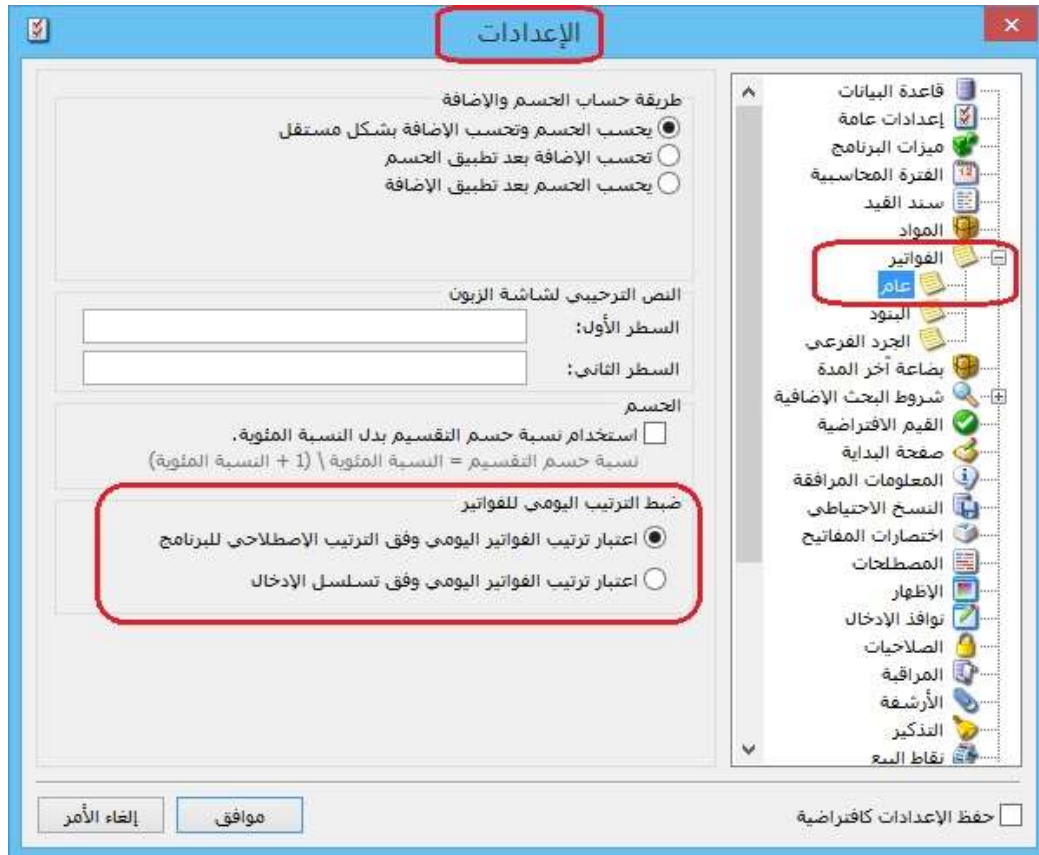 الإعدادات
قاعدة البيانات
إعدادات عامة
ميزات البرنامج
الفترة المحاسبية
سند القيد
المواد
الفواتير
عام
البنود
الجرد الفرعي
بضاعة آخر المدة
شروط البحث الإضافية
القيم الافتراضية
صفحة البداية
المعلومات المرافقة
النسخ الاحتياطي
اختصارات المفاتيح
المصطلحات
الإظهار
نوافذ الإدخال
الصلاحيات
المراقبة
الأرشفة
التذكير
نقاط البيع
طريقة حساب الحسم والإضافة
يحسب الحسم وتحسب الإضافة بشكل مستقل
تحسب الإضافة بعد تطبيق الحسم
يحسب الحسم بعد تطبيق الإضافة
النص الترحيبي لشاشة الزبون
السطر الأول:
السطر الثاني:
الحسم
استخدام نسبة حسم التقسيم بدل النسبة المئوية.
نسبة حسم التقسيم = النسبة المئوية \ (1 + النسبة المئوية)
ضبط الترتيب اليومي للفواتير
اعتبار ترتيب الفواتير اليومي وفق الترتيب الإصطلاحي للبرنامج
اعتبار ترتيب الفواتير اليومي وفق تسلسل الإدخال
حفظ الإعدادات كافتراضية
موافق
إلغاء الأمر